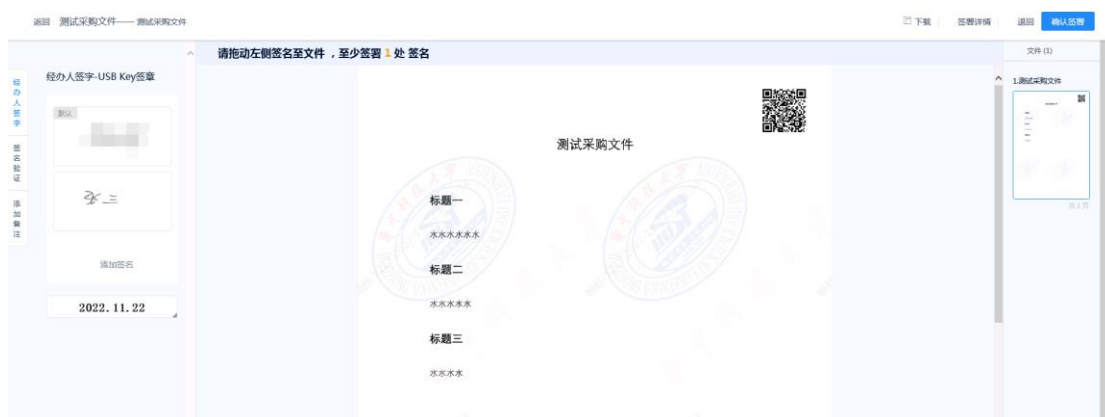 返回 测试采购文件—— 测试采购文件
下载 签署详情 返回 确认签署
请拖动左侧签名至文件 ，至少签署 1 处 签名
文件 (1)
经办人签字
签名验证
添加备注
经办人签字-USB Key签章
默认
张三
添加签名
2022.11.22
测试采购文件
标题一
水水水水水水
标题二
水水水水水
标题三
水水水水
1.测试采购文件
共1页